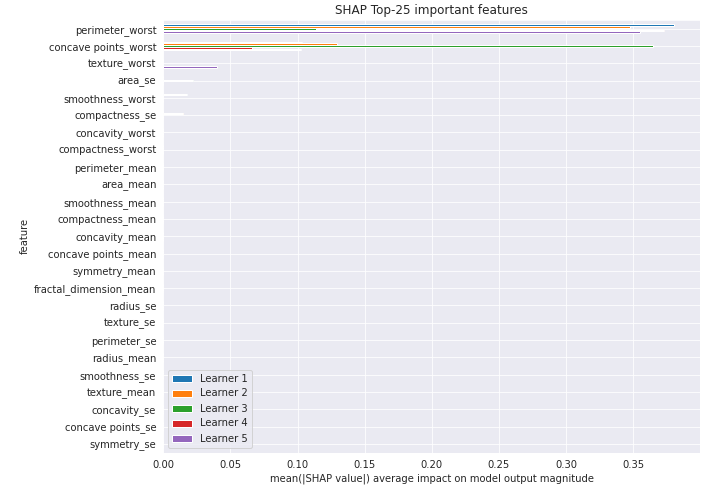 SHAP Top-25 important features
perimeter_worst
concave points_worst
texture_worst
area_se
smoothness_worst
compactness_se
concavity_worst
compactness_worst
perimeter_mean
area_mean
smoothness_mean
compactness_mean
concavity_mean
concave points_mean
symmetry_mean
fractal_dimension_mean
radius_se
texture_se
perimeter_se
radius_mean
smoothness_se
texture_mean
concavity_se
concave points_se
symmetry_se
feature
Learner 1
Learner 2
Learner 3
Learner 4
Learner 5
0.00 0.05 0.10 0.15 0.20 0.25 0.30 0.35
mean(|SHAP value|) average impact on model output magnitude